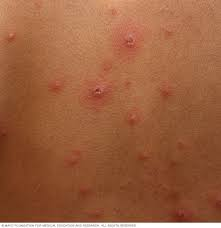 © MAYO FOUNDATION FOR MEDICAL EDUCATION AND RESEARCH. ALL RIGHTS RESERVED.